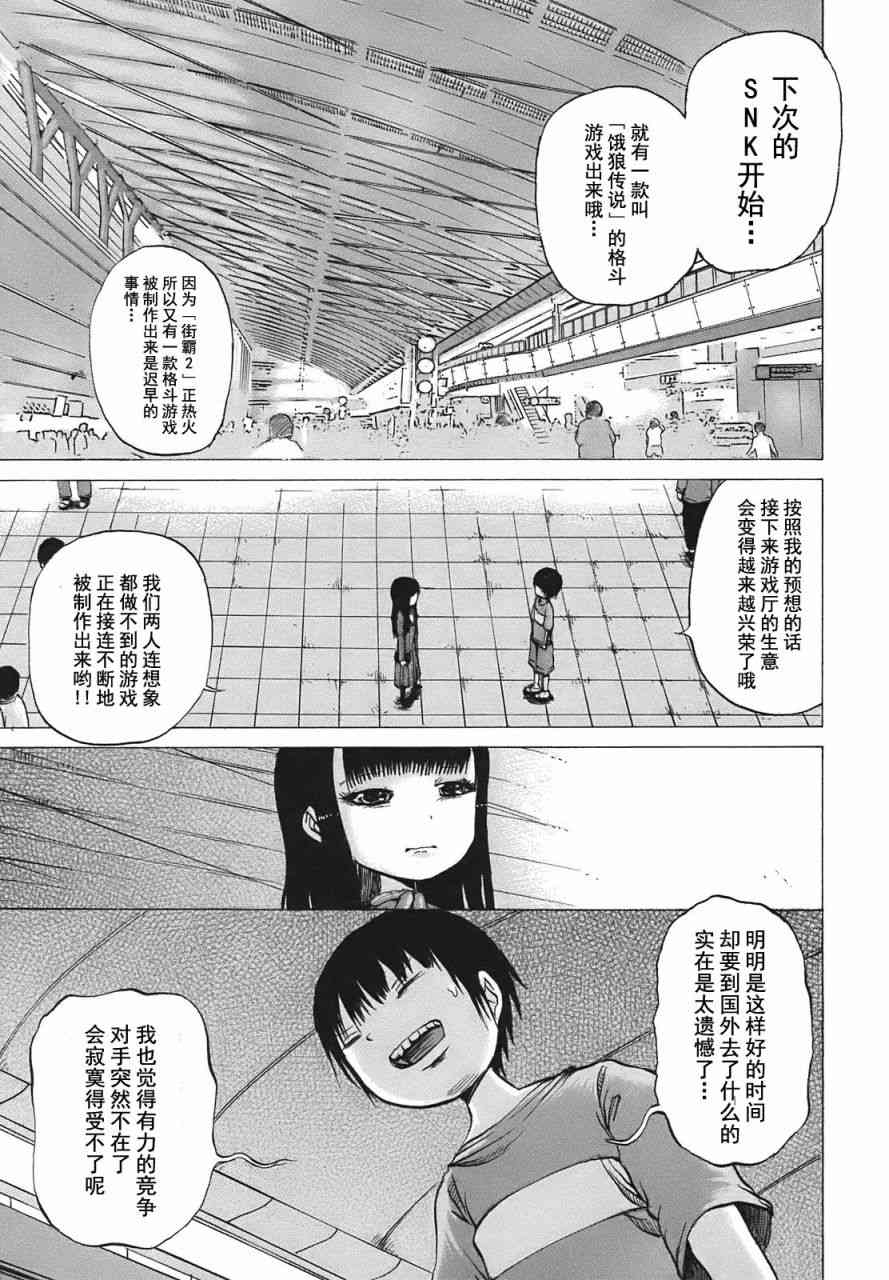 下次的
SNK开始…
就有一款叫
「饿狼传说」的格斗
游戏出来哦…
因为「街霸2」正热火
所以又有一款格斗游戏
被制作出来是迟早的
事情…
按照我的预想的话
接下来游戏厅的生意
会变得越来越兴荣了哦
我们两人连想象
都做不到的游戏
正在接连不断地
被制作出来哟!!
明明是这样好的时间
却要到国外去了什么的
实在是太遗憾了…
我也觉得有力的竞争
对手突然不在了
会寂寞得受不了呢